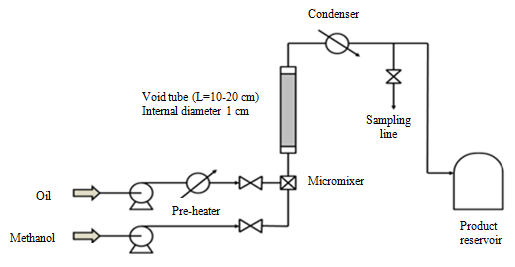 Condenser
Void tube (L=10-20 cm)
Internal diameter 1 cm
Sampling
line
Micromixer
Oil
Pre-heater
Methanol
Product
reservoir